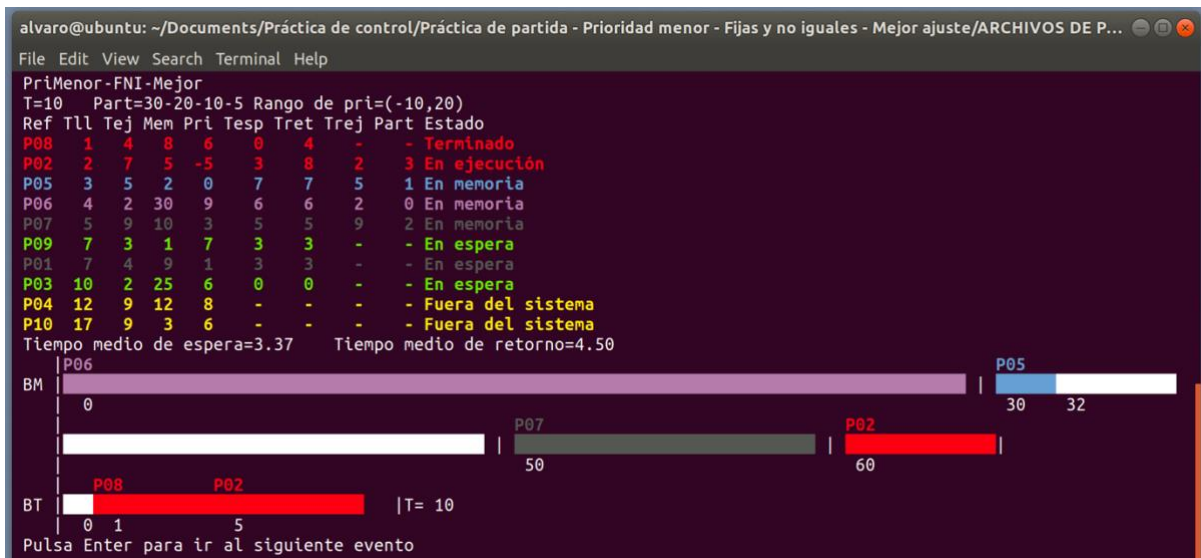 alvaro@ubuntu: ~/Documents/Práctica de control/Práctica de partida - Prioridad menor - Fijas y no iguales - Mejor ajuste/ARCHIVOS DE P...
File Edit View Search Terminal Help
PriMenor-FNI-Mejor
T=10 Part=30-20-10-5 Rango de pri=(-10,20)
Ref Tll Tej Mem Pri Tesp Tret Trej Part Estado
P08 1 4 8 6 0 4 - - Terminado
P02 2 7 5 -5 3 8 2 3 En ejecución
P05 3 5 2 0 7 7 5 1 En memoria
P06 4 2 30 9 6 6 2 0 En memoria
P07 5 9 10 3 5 5 9 2 En memoria
P09 7 3 1 7 3 3 - - En espera
P01 7 4 9 1 3 3 - - En espera
P03 10 2 25 6 0 0 - - En espera
P04 12 9 12 8 - - - - Fuera del sistema
P10 17 9 3 6 - - - - Fuera del sistema
Tiempo medio de espera=3.37 Tiempo medio de retorno=4.50
|P06 P05
BM | | 
| 0 30 32
| P07 P02
| | | |
| 50 60
| P08 P02
BT | |T= 10
| 0 1 5
Pulsa Enter para ir al siguiente evento